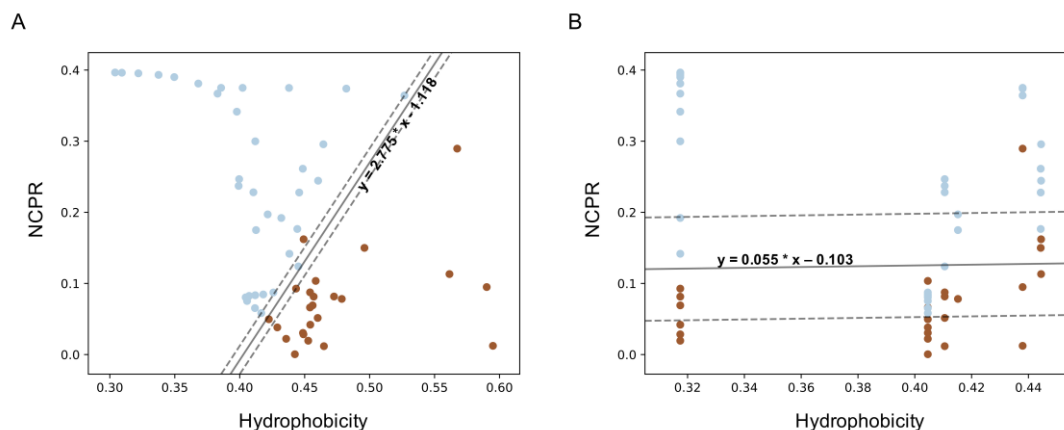 A
B
0.4
0.3
0.2
0.1
0.0
NCPR
y = 2.775 * x - 1.118
0.30 0.35 0.40 0.45 0.50 0.55 0.60
Hydrophobicity
0.4
0.3
0.2
0.1
0.0
NCPR
y = 0.055 * x – 0.103
0.32 0.34 0.36 0.38 0.40 0.42 0.44
Hydrophobicity